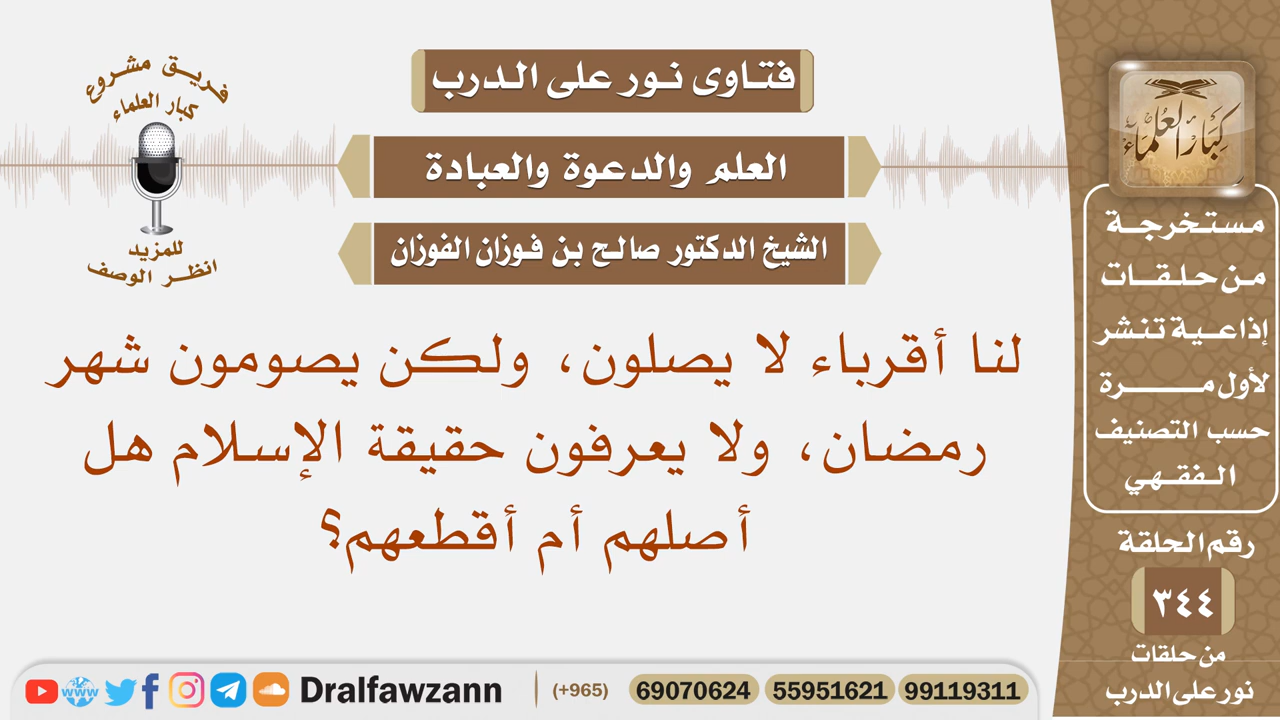 فتاوى نور على الدرب
العلم والدعوة والعبادة
الشيخ الدكتور صالح بن فوزان الفوزان
فريق مشروع
كبار العلماء
للمزيد
انظر الوصف
لنا أقرباء لا يصلون، ولكن يصومون شهر
رمضان، ولا يعرفون حقيقة الإسلام هل
أصلهم أم أقطعهم؟
كبار العلماء
مستخرجة
من حلقات
إذاعية تنشر
لأول مرة
حسب التصنيف
الفقهي
رقم الحلقة
٣٤٤
من حلقات
نور على الدرب
www
Dralfawzann
(+965) 69070624 55951621 99119311